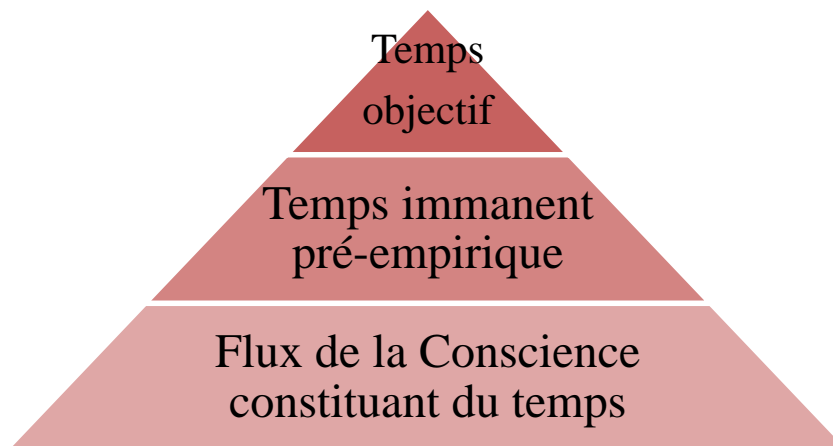 Temps
objectif
Temps immanent
pré-empirique
Flux de la Conscience
constituant du temps